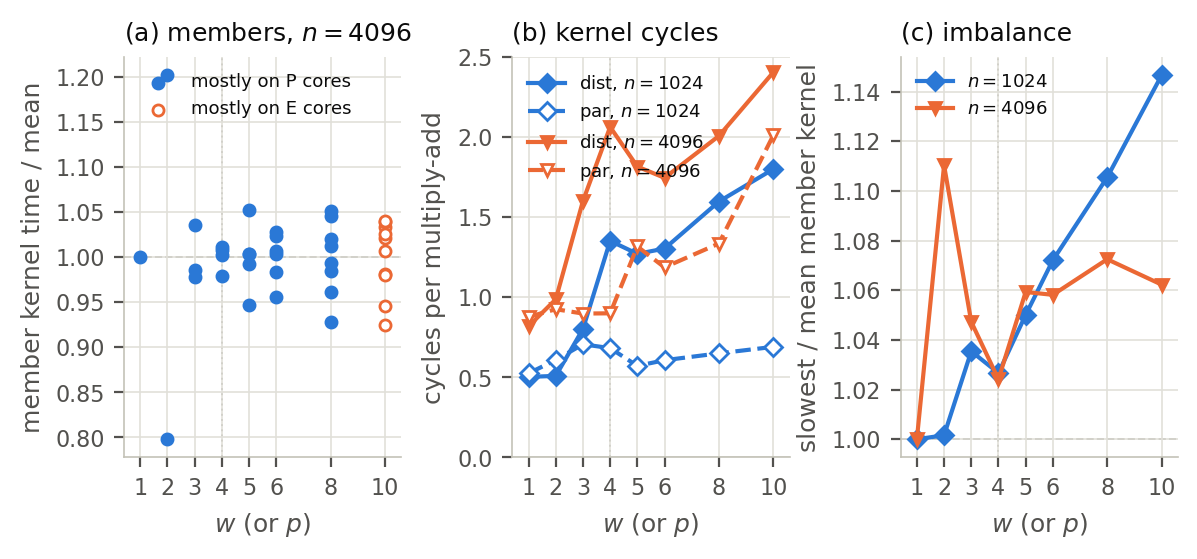 (a) members, n = 4096
member kernel time / mean
1.20
1.15
1.10
1.05
1.00
0.95
0.90
0.85
0.80
mostly on P cores
mostly on E cores
1 2 3 4 5 6 8 10
w (or p)
(b) kernel cycles
cycles per multiply-add
2.5
2.0
1.5
1.0
0.5
0.0
dist, n = 1024
par, n = 1024
dist, n = 4096
par, n = 4096
1 2 3 4 5 6 8 10
w (or p)
(c) imbalance
slowest / mean member kernel
1.14
1.12
1.10
1.08
1.06
1.04
1.02
1.00
n = 1024
n = 4096
1 2 3 4 5 6 8 10
w (or p)